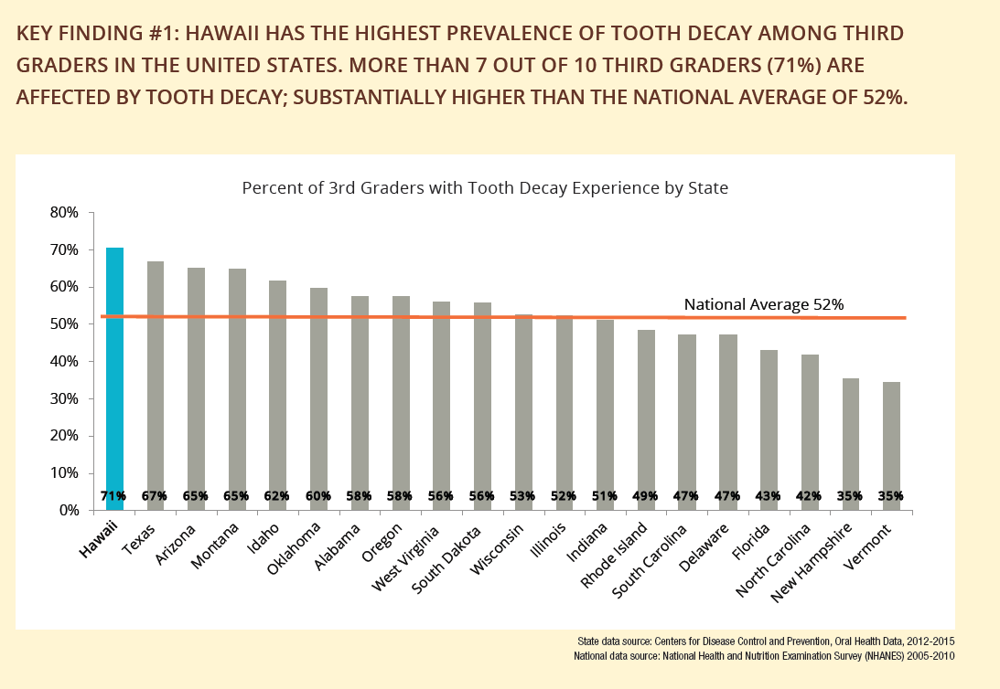 KEY FINDING #1: HAWAII HAS THE HIGHEST PREVALENCE OF TOOTH DECAY AMONG THIRD
GRADERS IN THE UNITED STATES. MORE THAN 7 OUT OF 10 THIRD GRADERS (71%) ARE
AFFECTED BY TOOTH DECAY; SUBSTANTIALLY HIGHER THAN THE NATIONAL AVERAGE OF 52%.
Percent of 3rd Graders with Tooth Decay Experience by State
80%
70%
60%
50%
40%
30%
20%
10%
0%
National Average 52%
71% 67% 65% 65% 62% 60% 58% 58% 56% 56% 53% 52% 51% 49% 47% 47% 43% 42% 35% 35%
Hawaii
Texas
Arizona
Montana
Idaho
Oklahoma
Alabama
Oregon
West Virginia
South Dakota
Wisconsin
Illinois
Indiana
Rhode Island
South Carolina
Delaware
Florida
North Carolina
New Hampshire
Vermont
State data source: Centers for Disease Control and Prevention, Oral Health Data, 2012-2015
National data source: National Health and Nutrition Examination Survey (NHANES) 2005-2010